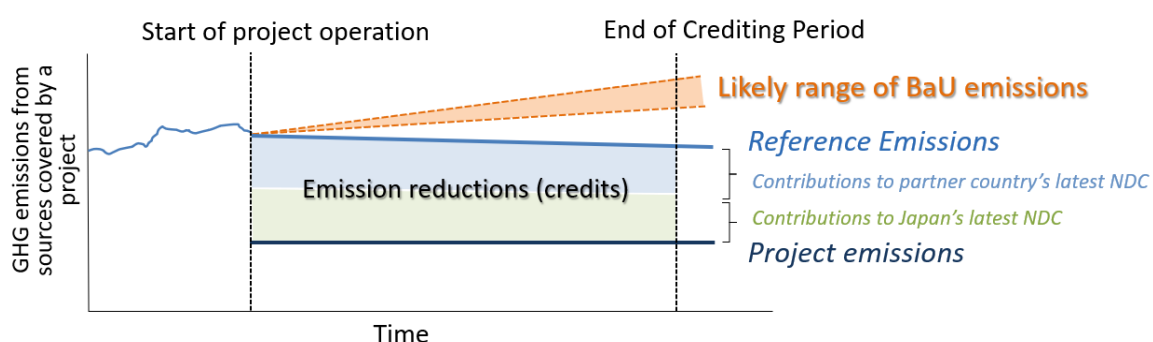 Start of project operation
End of Crediting Period
GHG emissions from
sources covered by a
project
Likely range of BaU emissions
Reference Emissions
Contributions to partner country's latest NDC
Emission reductions (credits)
Contributions to Japan's latest NDC
Project emissions
Time